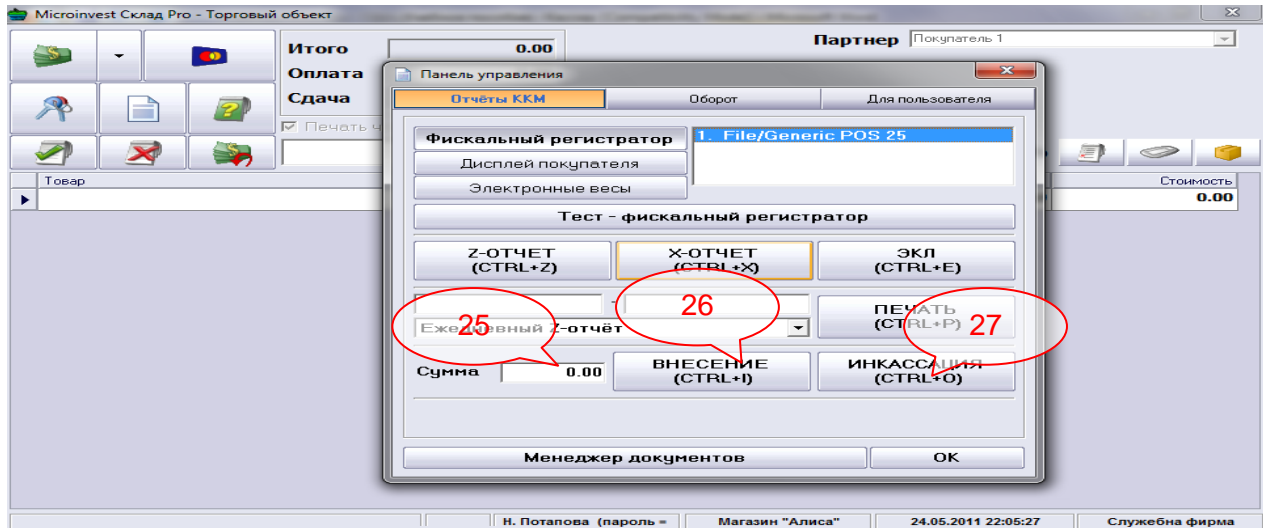 Microinvest Склад Pro - Торговый объект
Итого 0.00
Партнер Покупатель 1
Оплата
Сдача
Печать ч
Панель управления
Отчёты ККМ Оборот Для пользователя
Фискальный регистратор
1. File/Generic POS 25
Дисплей покупателя
Электронные весы
Тест - фискальный регистратор
Товар Стоимость
0.00
Z-ОТЧЕТ
(CTRL+Z)
X-ОТЧЕТ
(CTRL+X)
ЭКЛ
(CTRL+E)
-
Ежедневный Z-отчёт
ПЕЧАТЬ
(CTRL+P)
25
26
27
Сумма 0.00
ВНЕСЕНИЕ
(CTRL+I)
ИНКАССАЦИЯ
(CTRL+O)
Менеджер документов OK
Н. Потапова (пароль = Магазин "Алиса" 24.05.2011 22:05:27 Служебна фирма